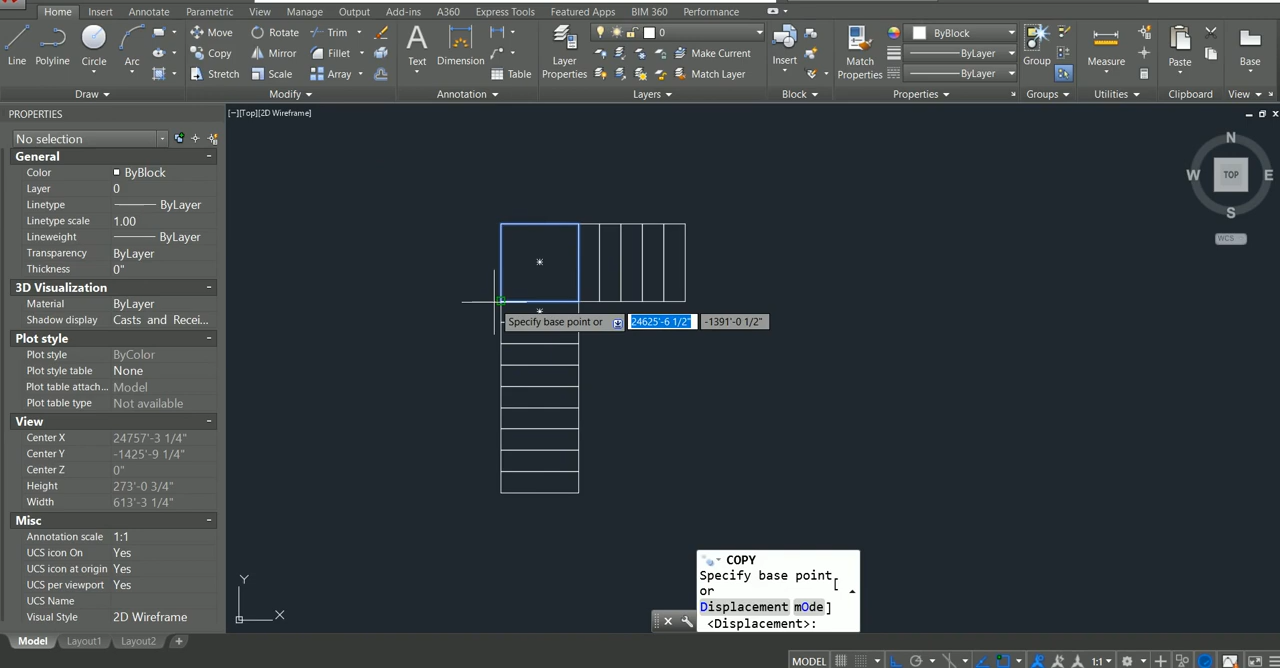 Home Insert Annotate Parametric View Manage Output Add-ins A360 Express Tools Featured Apps BIM 360 Performance
Line
Polyline
Circle
Arc
Move
Copy
Stretch
Rotate
Mirror
Scale
Trim
Fillet
Array
Text
Dimension
Table
Layer
Properties
0
Make Current
Match Layer
Insert
Match
Properties
ByBlock
ByLayer
ByLayer
Group
Measure
Paste
Base
Draw Modify Annotation Layers Block Properties Groups Utilities Clipboard View
PROPERTIES
No selection
General
Color ByBlock
Layer 0
Linetype ByLayer
Linetype scale 1.00
Lineweight ByLayer
Transparency ByLayer
Thickness 0"
3D Visualization
Material ByLayer
Shadow display Casts and Recei...
Plot style
Plot style ByColor
Plot style table None
Plot table attach... Model
Plot table type Not available
View
Center X 24757'-3 1/4"
Center Y -1425'-9 1/4"
Center Z 0"
Height 273'-0 3/4"
Width 613'-3 1/4"
Misc
Annotation scale 1:1
UCS icon On Yes
UCS icon at origin Yes
UCS per viewport Yes
UCS Name
Visual Style 2D Wireframe
[−][Top][2D Wireframe]
N
W TOP E
S
WCS
Specify base point or 24625'-6 1/2" -1391'-0 1/2"
Y
X
COPY
Specify base point
or [
Displacement mOde]
<Displacement>:
Model Layout1 Layout2 +
MODEL 1:1